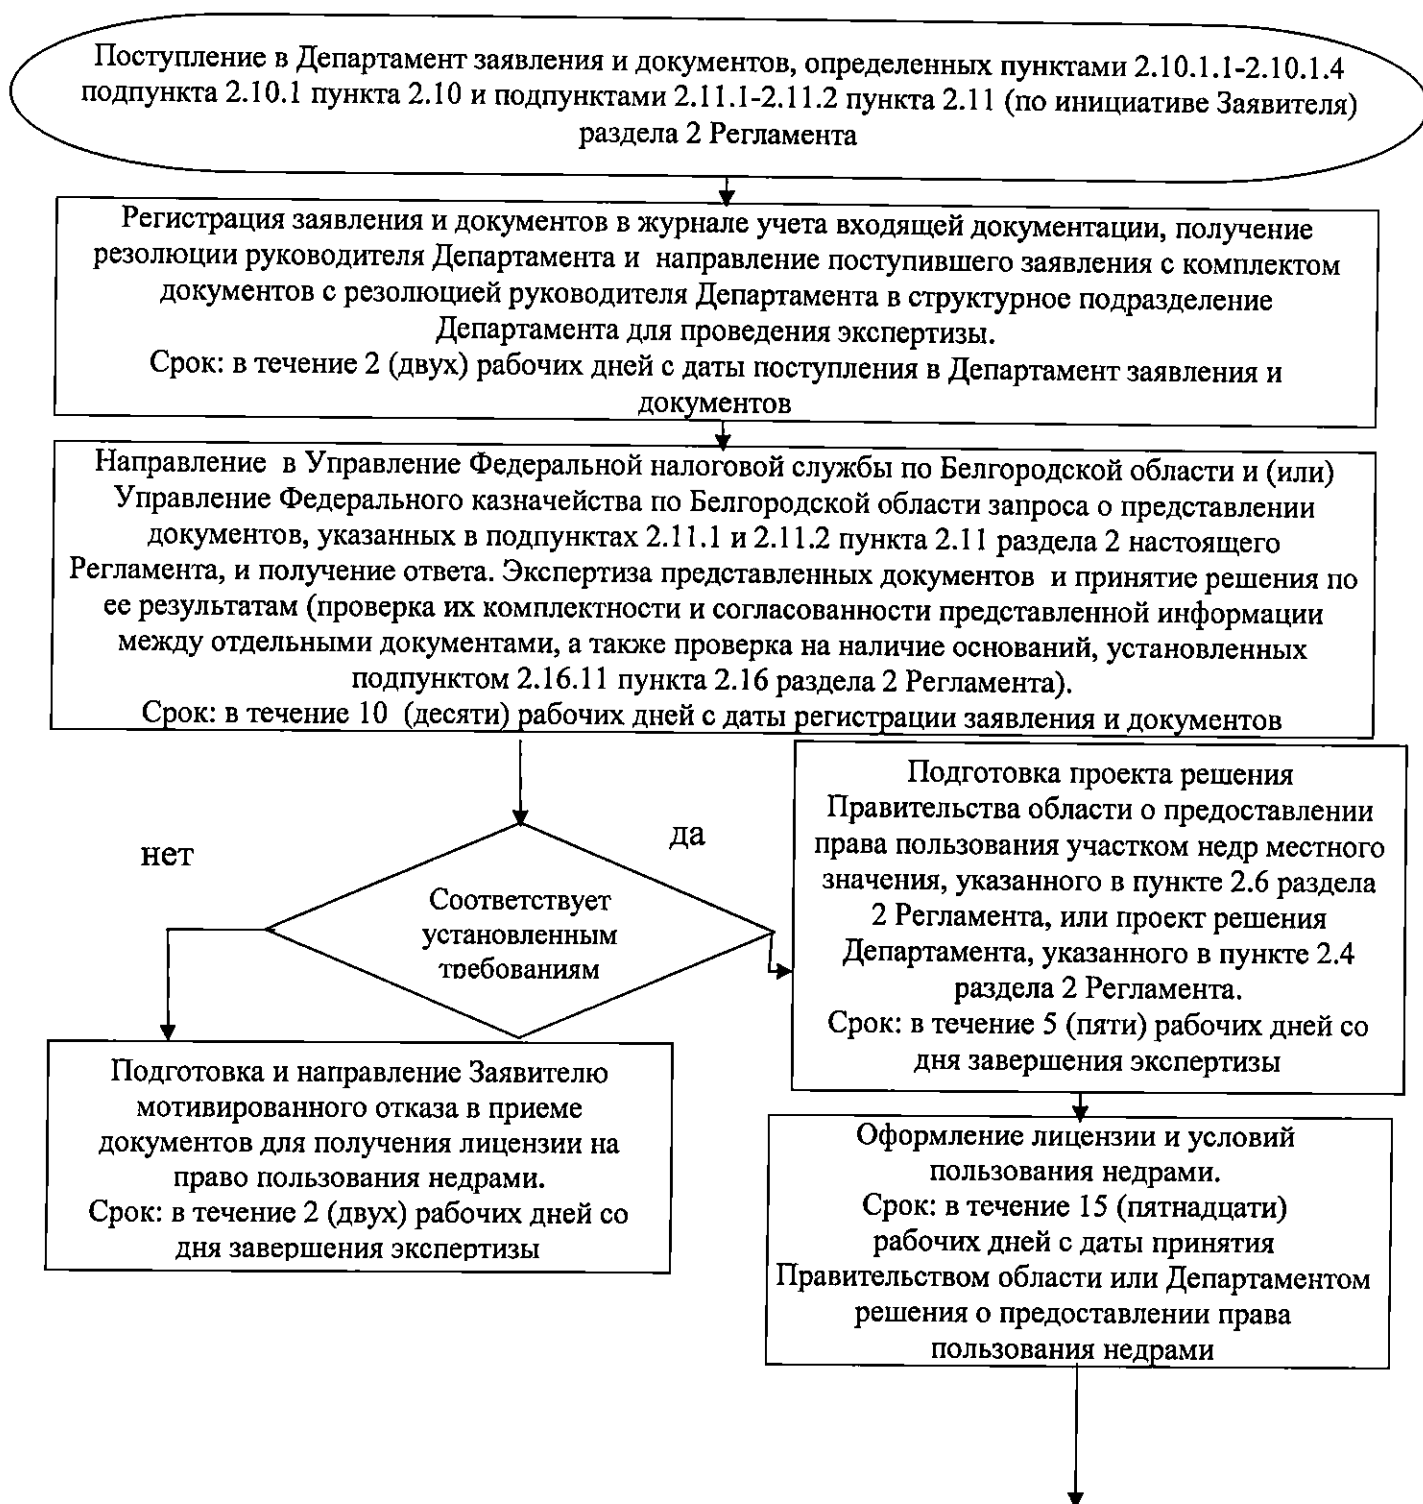 Поступление в Департамент заявления и документов, определенных пунктами 2.10.1.1-2.10.1.4
подпункта 2.10.1 пункта 2.10 и подпунктами 2.11.1-2.11.2 пункта 2.11 (по инициативе Заявителя)
раздела 2 Регламента
Регистрация заявления и документов в журнале учета входящей документации, получение
резолюции руководителя Департамента и направление поступившего заявления с комплектом
документов с резолюцией руководителя Департамента в структурное подразделение
Департамента для проведения экспертизы.
Срок: в течение 2 (двух) рабочих дней с даты поступления в Департамент заявления и
документов
Направление в Управление Федеральной налоговой службы по Белгородской области и (или)
Управление Федерального казначейства по Белгородской области запроса о представлении
документов, указанных в подпунктах 2.11.1 и 2.11.2 пункта 2.11 раздела 2 настоящего
Регламента, и получение ответа. Экспертиза представленных документов и принятие решения по
ее результатам (проверка их комплектности и согласованности представленной информации
между отдельными документами, а также проверка на наличие оснований, установленных
подпунктом 2.16.11 пункта 2.16 раздела 2 Регламента).
Срок: в течение 10 (десяти) рабочих дней с даты регистрации заявления и документов
нет
да
Соответствует
установленным
требованиям
Подготовка проекта решения
Правительства области о предоставлении
права пользования участком недр местного
значения, указанного в пункте 2.6 раздела
2 Регламента, или проект решения
Департамента, указанного в пункте 2.4
раздела 2 Регламента.
Срок: в течение 5 (пяти) рабочих дней со
дня завершения экспертизы
Подготовка и направление Заявителю
мотивированного отказа в приеме
документов для получения лицензии на
право пользования недрами.
Срок: в течение 2 (двух) рабочих дней со
дня завершения экспертизы
Оформление лицензии и условий
пользования недрами.
Срок: в течение 15 (пятнадцати)
рабочих дней с даты принятия
Правительством области или Департаментом
решения о предоставлении права
пользования недрами